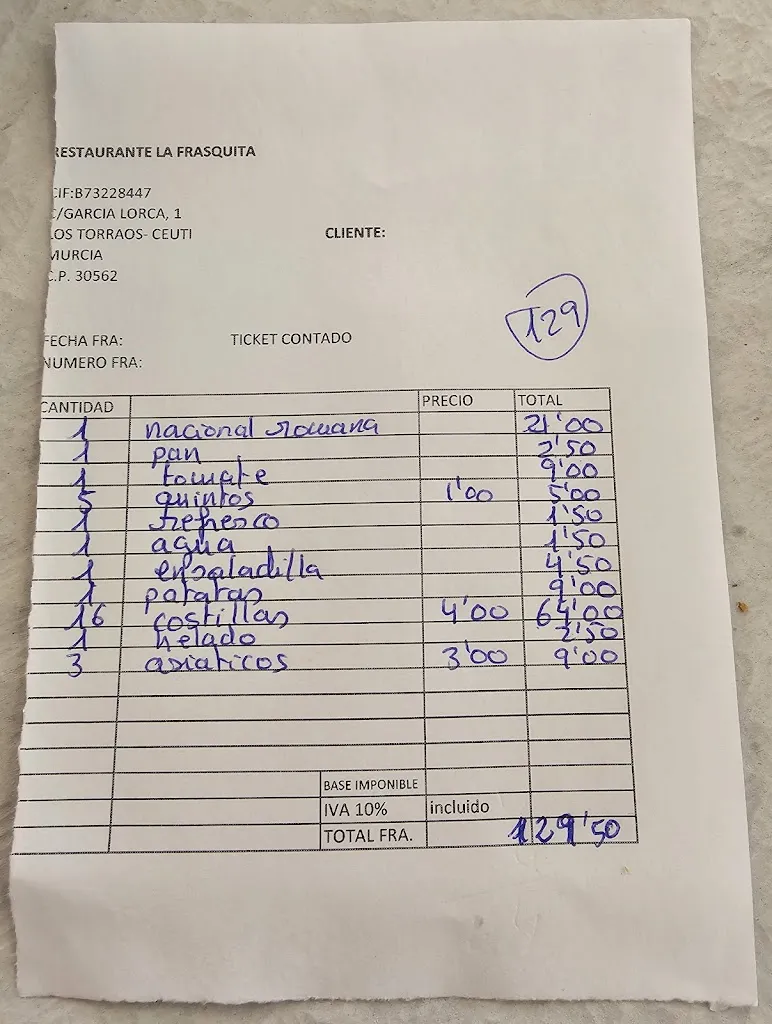 RESTAURANTE LA FRASQUITA
CIF:B73228447
C/GARCIA LORCA, 1
LOS TORRAOS- CEUTI
CLIENTE:
MURCIA
C.P. 30562
129
FECHA FRA: TICKET CONTADO
NUMERO FRA:
CANTIDAD PRECIO TOTAL
1 nacional romana 21'00
1 pan 2'50
1 tomate 9'00
5 quintos 1'00 5'00
1 refresco 1'50
1 agua 1'50
1 ensaladilla 4'50
1 patatas 9'00
16 costillas 4'00 64'00
1 helado 2'50
3 asiaticos 3'00 9'00
BASE IMPONIBLE
IVA 10% incluido
TOTAL FRA. 129'50